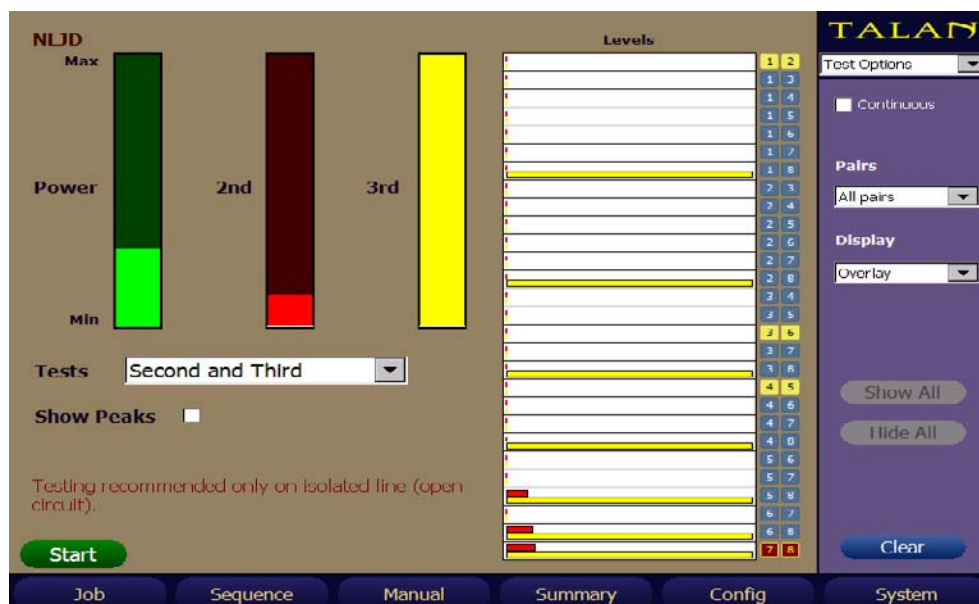 NLJD
Max
Power
Min
2nd
3rd
Tests
Second and Third
Show Peaks
Testing recommended only on isolated line (open
circuit).
Start
Levels
1 2
1 3
1 4
1 5
1 6
1 7
1 8
2 3
2 4
2 5
2 6
2 7
2 8
3 4
3 5
3 6
3 7
3 8
4 5
4 6
4 7
4 8
5 6
5 7
5 8
6 7
6 8
7 8
TALAN
Test Options
Continuous
Pairs
All pairs
Display
Overlay
Show All
Hide All
Clear
Job
Sequence
Manual
Summary
Config
System